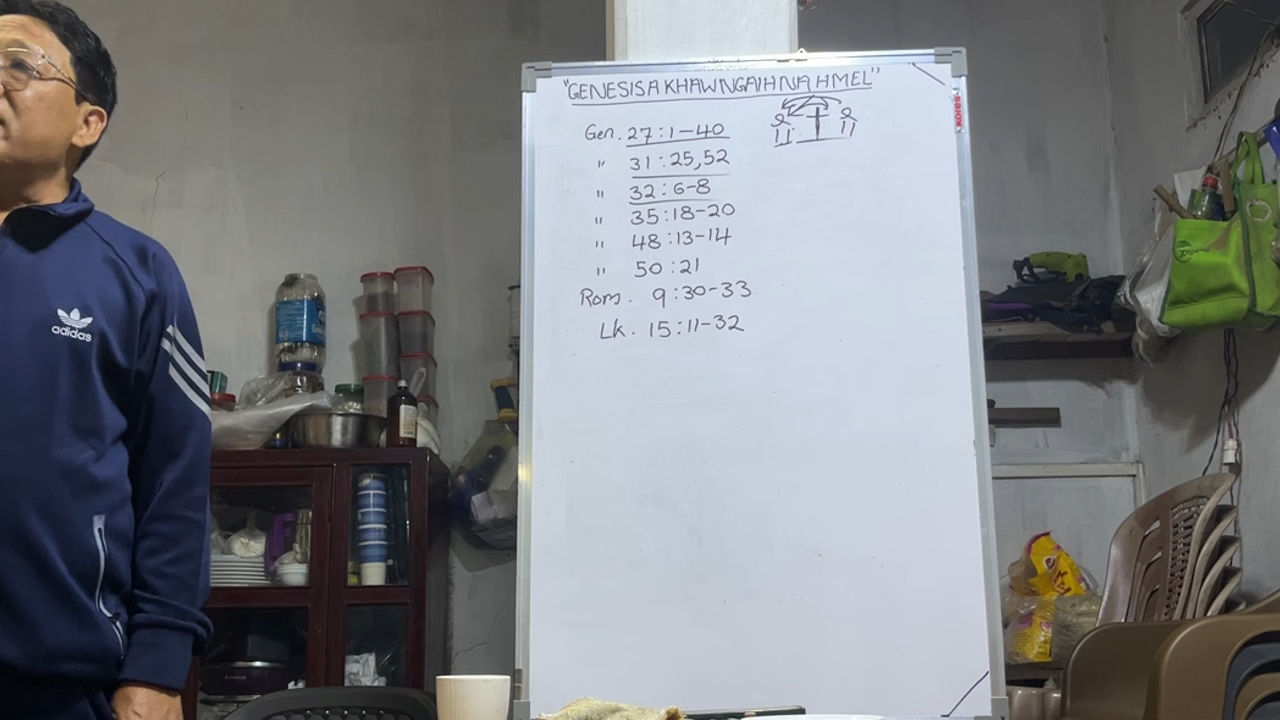 "GENESIS A KHAWNGAIHNA HMEL"
Gen. 27:1-40
" 31:25,52
" 32:6-8
" 35:18-20
" 48:13-14
" 50:21
Rom. 9:30-33
Lk. 15:11-32
adidas